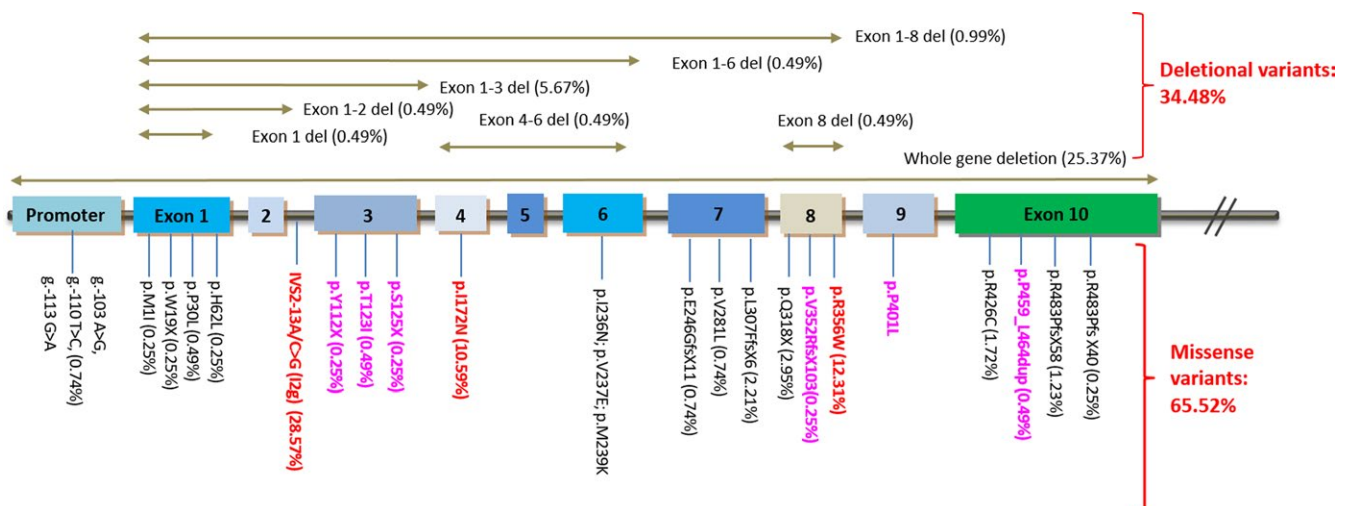 Exon 1-8 del (0.99%)
Exon 1-6 del (0.49%)
Exon 1-3 del (5.67%)
Exon 1-2 del (0.49%)
Exon 1 del (0.49%)
Exon 4-6 del (0.49%)
Exon 8 del (0.49%)
Whole gene deletion (25.37%)
Deletional variants:
34.48%
Promoter
Exon 1
2
3
4
5
6
7
8
9
Exon 10
g.-113 G>A
g.-110 T>C, (0.74%)
g.-103 A>G,
p.M1I (0.25%)
p.W19X (0.25%)
p.P30L (0.49%)
p.H62L (0.25%)
IVS2-13A/C>G (I2g) (28.57%)
p.Y112X (0.25%)
p.T123I (0.49%)
p.S125X (0.25%)
p.I172N (10.59%)
p.I236N; p.V237E; p.M239K
p.E246GfsX11 (0.74%)
p.V281L (0.74%)
p.L307FfsX6 (2.21%)
p.Q318X (2.95%)
p.V352RfsX103(0.25%)
p.R356W (12.31%)
p.P401L
p.R426C (1.72%)
p.P459_L464dup (0.49%)
p.R483PfsX58 (1.23%)
p.R483Pfs X40 (0.25%)
Missense
variants:
65.52%